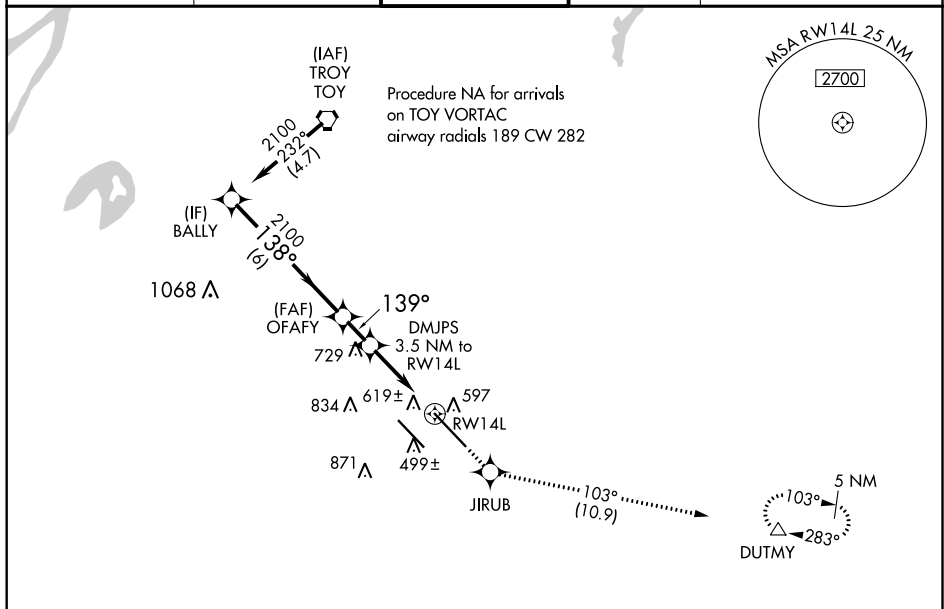 (IAF)
TROY
TOY
Procedure NA for arrivals
on TOY VORTAC
airway radials 189 CW 282
MSA RW14L 25 NM
2700
2100
232°
(4.7)
(IF)
BALLY
2100
138°
(6)
1068
(FAF)
OFAFY
139°
DMJPS
3.5 NM to
RW14L
729
834
619±
597
RW14L
871
499±
JIRUB
103°
(10.9)
5 NM
103°
283°
DUTMY